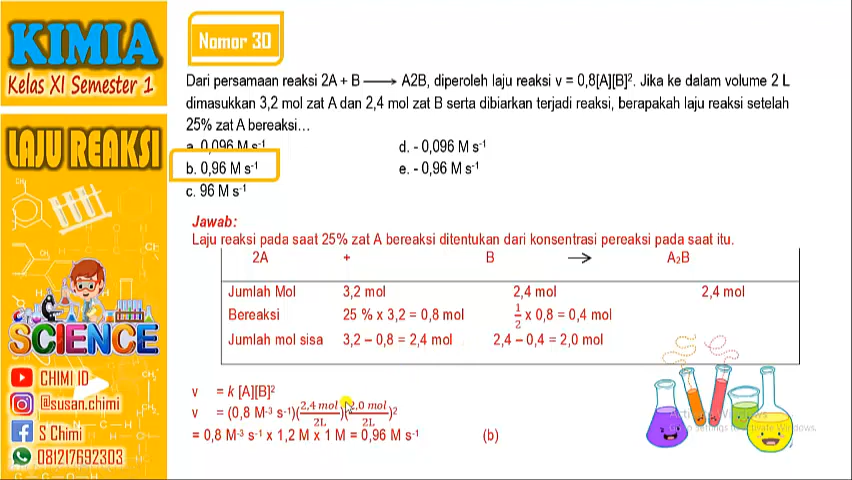 KIMIA
Kelas XI Semester 1
LAJU REAKSI
SCIENCE
CHIMI ID
@susan.chimi
S Chimi
081217692303
Nomor 30
Dari persamaan reaksi 2A + B ⟶ A2B, diperoleh laju reaksi v = 0,8[A][B]². Jika ke dalam volume 2 L
dimasukkan 3,2 mol zat A dan 2,4 mol zat B serta dibiarkan terjadi reaksi, berapakah laju reaksi setelah
25% zat A bereaksi…
a. 0,096 M s⁻¹ d. - 0,096 M s⁻¹
b. 0,96 M s⁻¹ e. - 0,96 M s⁻¹
c. 96 M s⁻¹
Jawab:
Laju reaksi pada saat 25% zat A bereaksi ditentukan dari konsentrasi pereaksi pada saat itu.
2A + B → A₂B
Jumlah Mol 3,2 mol 2,4 mol 2,4 mol
Bereaksi 25 % x 3,2 = 0,8 mol 1/2 x 0,8 = 0,4 mol
Jumlah mol sisa 3,2 – 0,8 = 2,4 mol 2,4 – 0,4 = 2,0 mol
v = k [A][B]²
v = (0,8 M⁻³ s⁻¹)(2,4 mol/2L)(2,0 mol/2L)²
= 0,8 M⁻³ s⁻¹ x 1,2 M x 1 M = 0,96 M s⁻¹ (b)